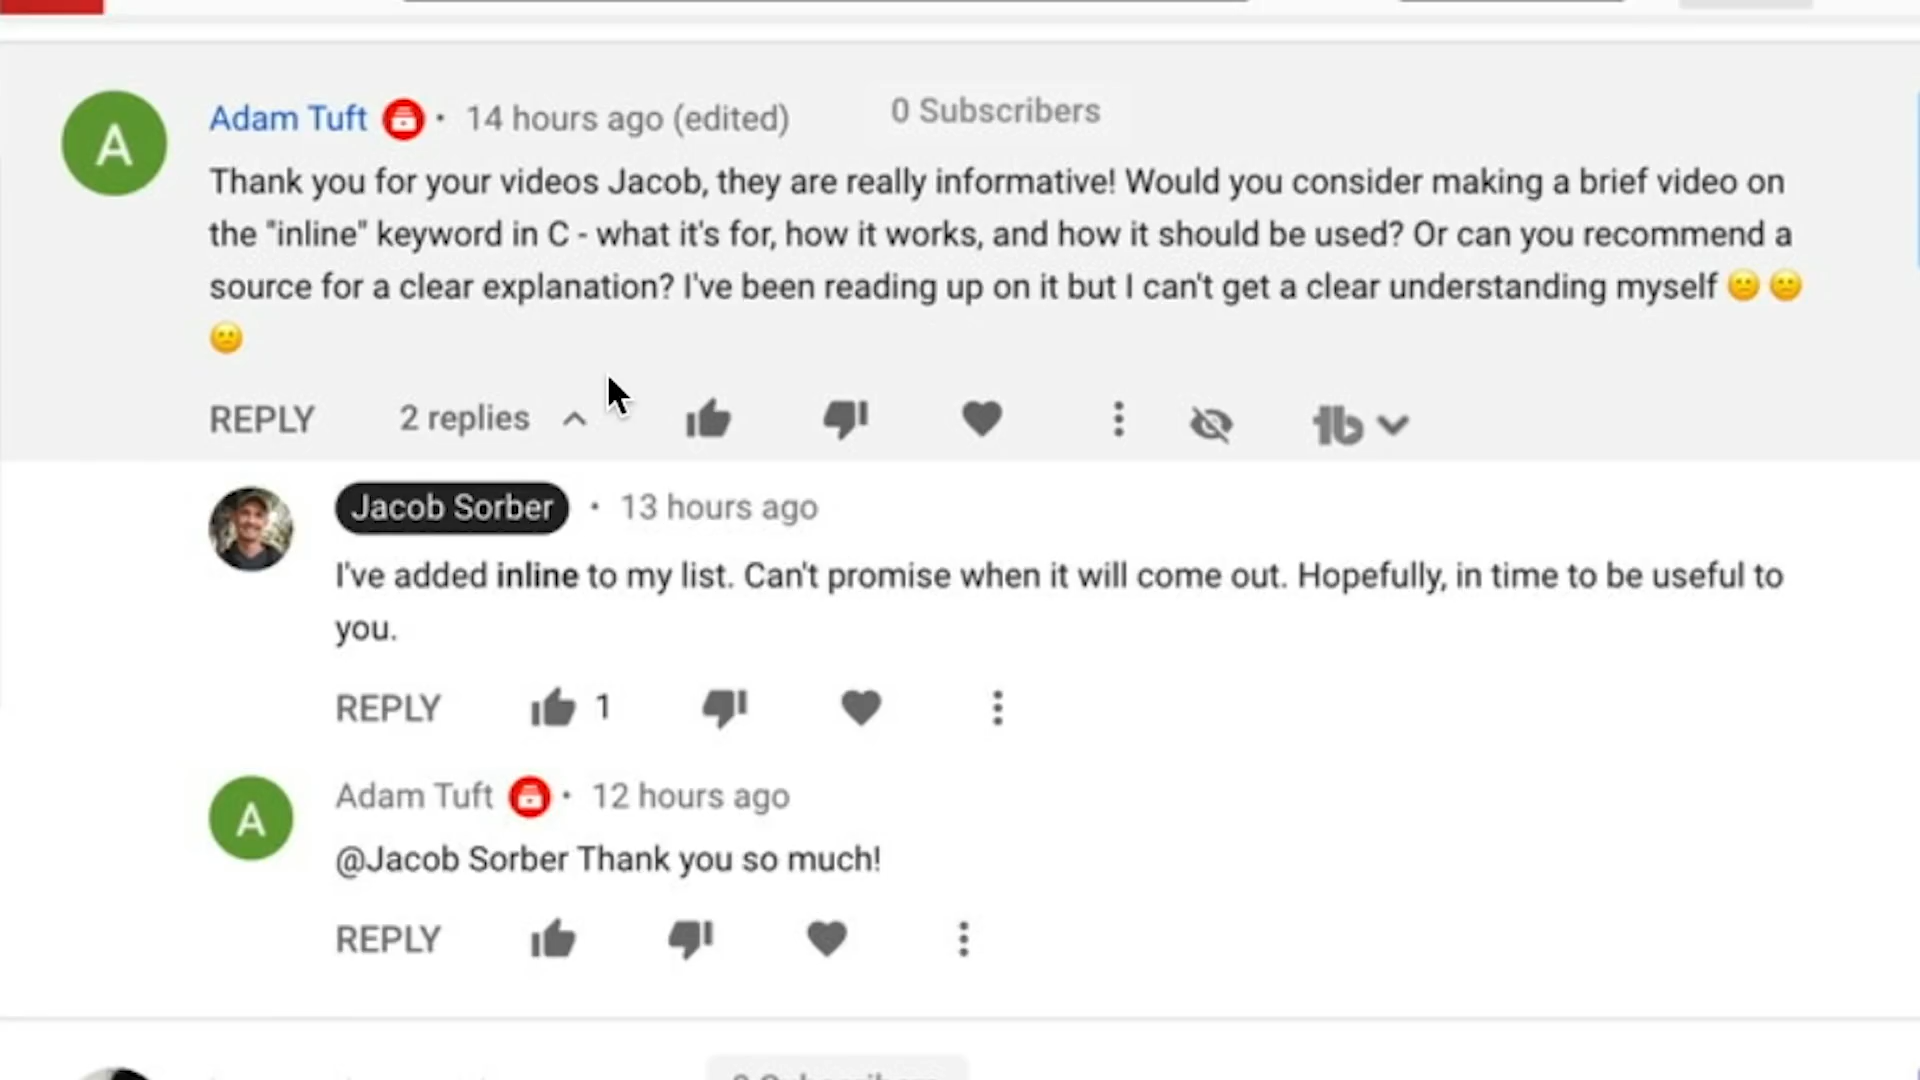 Adam Tuft • 14 hours ago (edited) 0 Subscribers
Thank you for your videos Jacob, they are really informative! Would you consider making a brief video on
the "inline" keyword in C - what it's for, how it works, and how it should be used? Or can you recommend a
source for a clear explanation? I've been reading up on it but I can't get a clear understanding myself 😕 😕
😕
REPLY 2 replies
Jacob Sorber • 13 hours ago
I've added inline to my list. Can't promise when it will come out. Hopefully, in time to be useful to
you.
REPLY 1
Adam Tuft • 12 hours ago
@Jacob Sorber Thank you so much!
REPLY